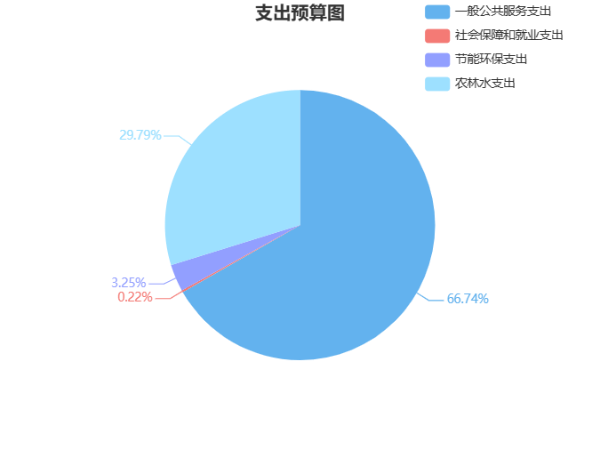 支出预算图
一般公共服务支出
社会保障和就业支出
节能环保支出
农林水支出
29.79%
3.25%
0.22%
66.74%